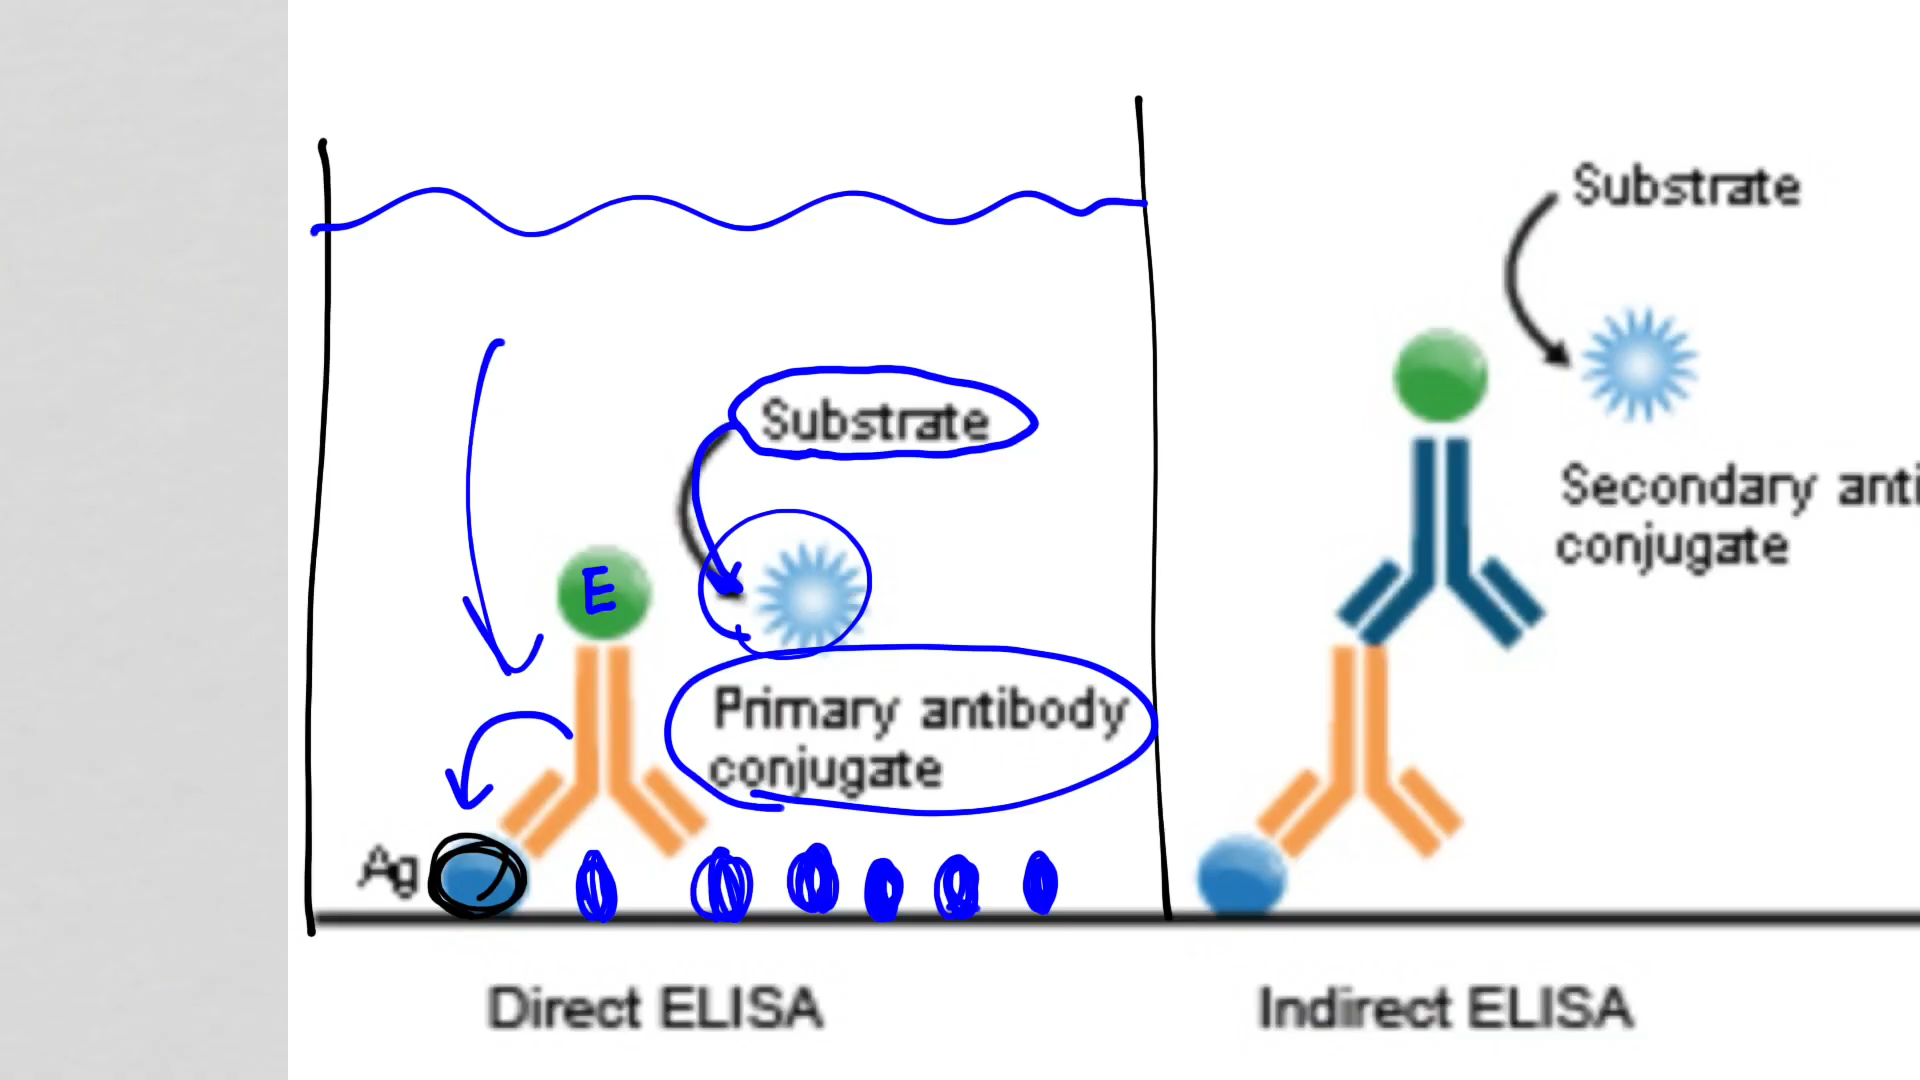 Substrate
E
Primary antibody
conjugate
Ag
Direct ELISA
Substrate
Secondary anti
conjugate
Indirect ELISA